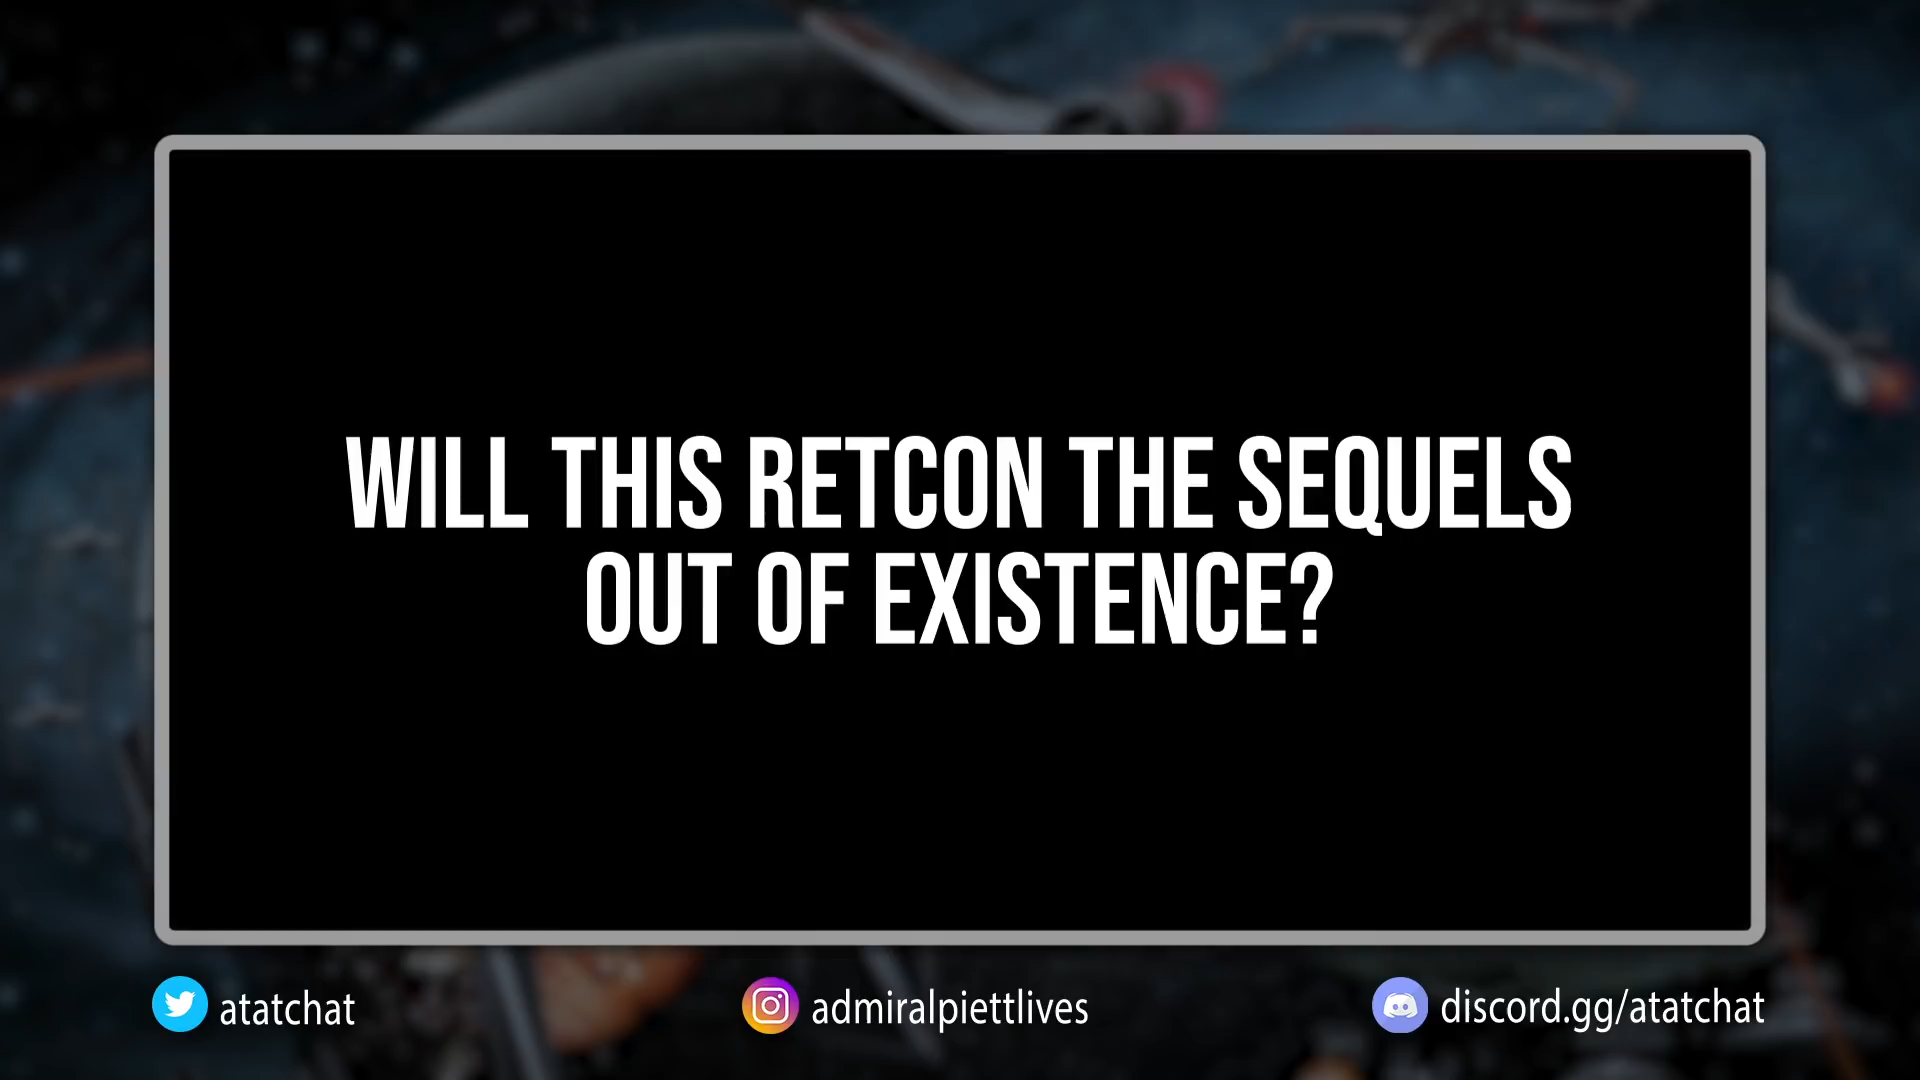 WILL THIS RETCON THE SEQUELS
OUT OF EXISTENCE?
atatchat
admiralpiettlives
discord.gg/atatchat